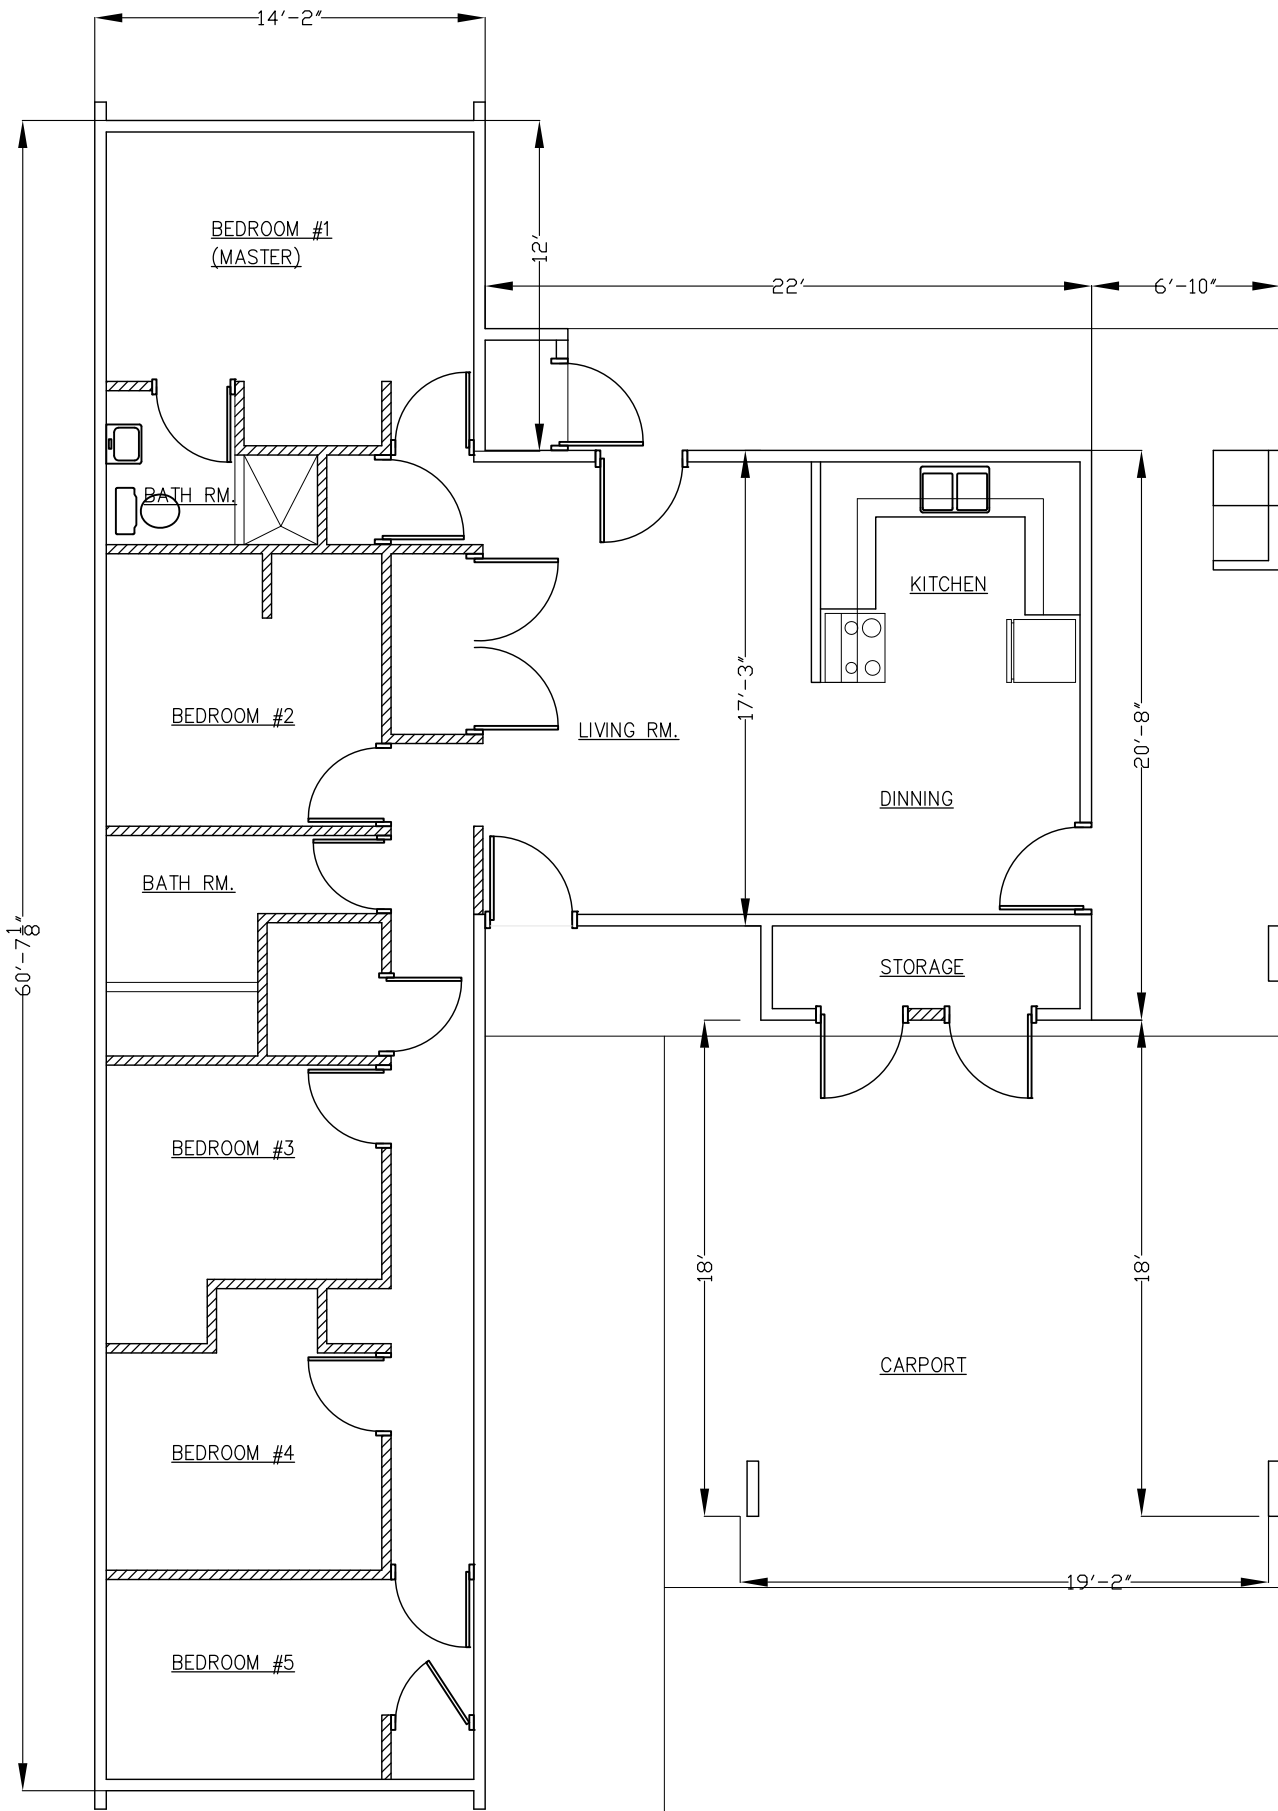 14'-2"
BEDROOM #1
(MASTER)
12'
22'
6'-10"
BATH RM.
KITCHEN
BEDROOM #2
LIVING RM.
17'-3"
20'-8"
DINNING
BATH RM.
60'-7 1/8"
STORAGE
BEDROOM #3
18'
18'
CARPORT
BEDROOM #4
19'-2"
BEDROOM #5